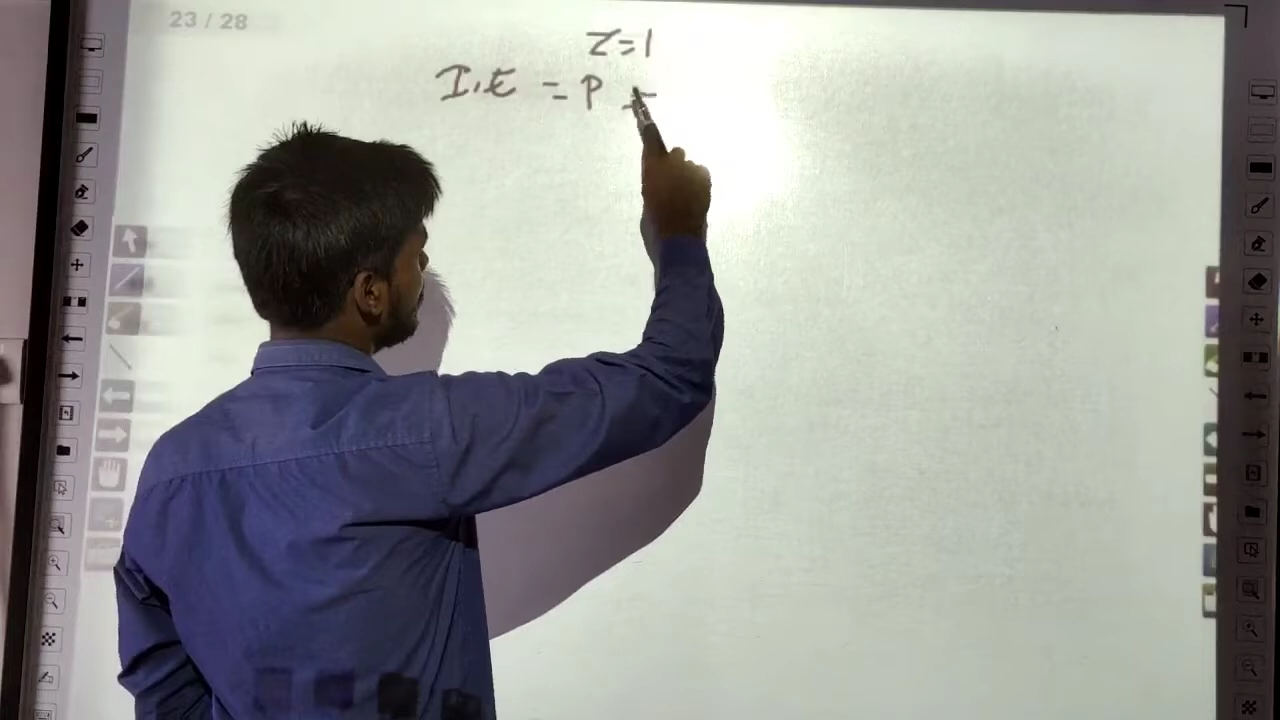 23 / 28
τ=1
I.E = P =